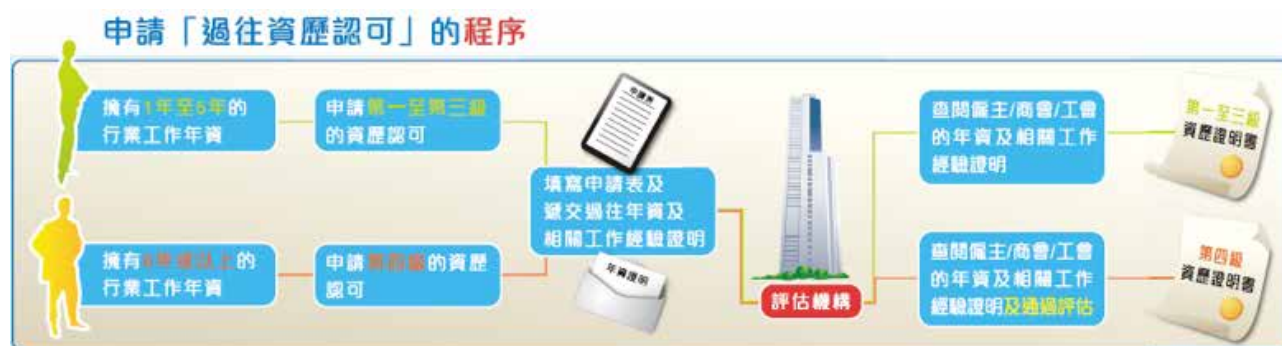 申請「過往資歷認可」的程序
擁有1年至5年的
行業工作年資
申請第一至第三級
的資歷認可
擁有6年或以上的
行業工作年資
申請第四級的資歷
認可
申請表
填寫申請表及
遞交過往年資及
相關工作經驗證明
年資證明
評估機構
查閱僱主/商會/工會
的年資及相關工作
經驗證明
第一至三級
資歷證明書
查閱僱主/商會/工會
的年資及相關工作
經驗證明及通過評估
第四級
資歷證明書